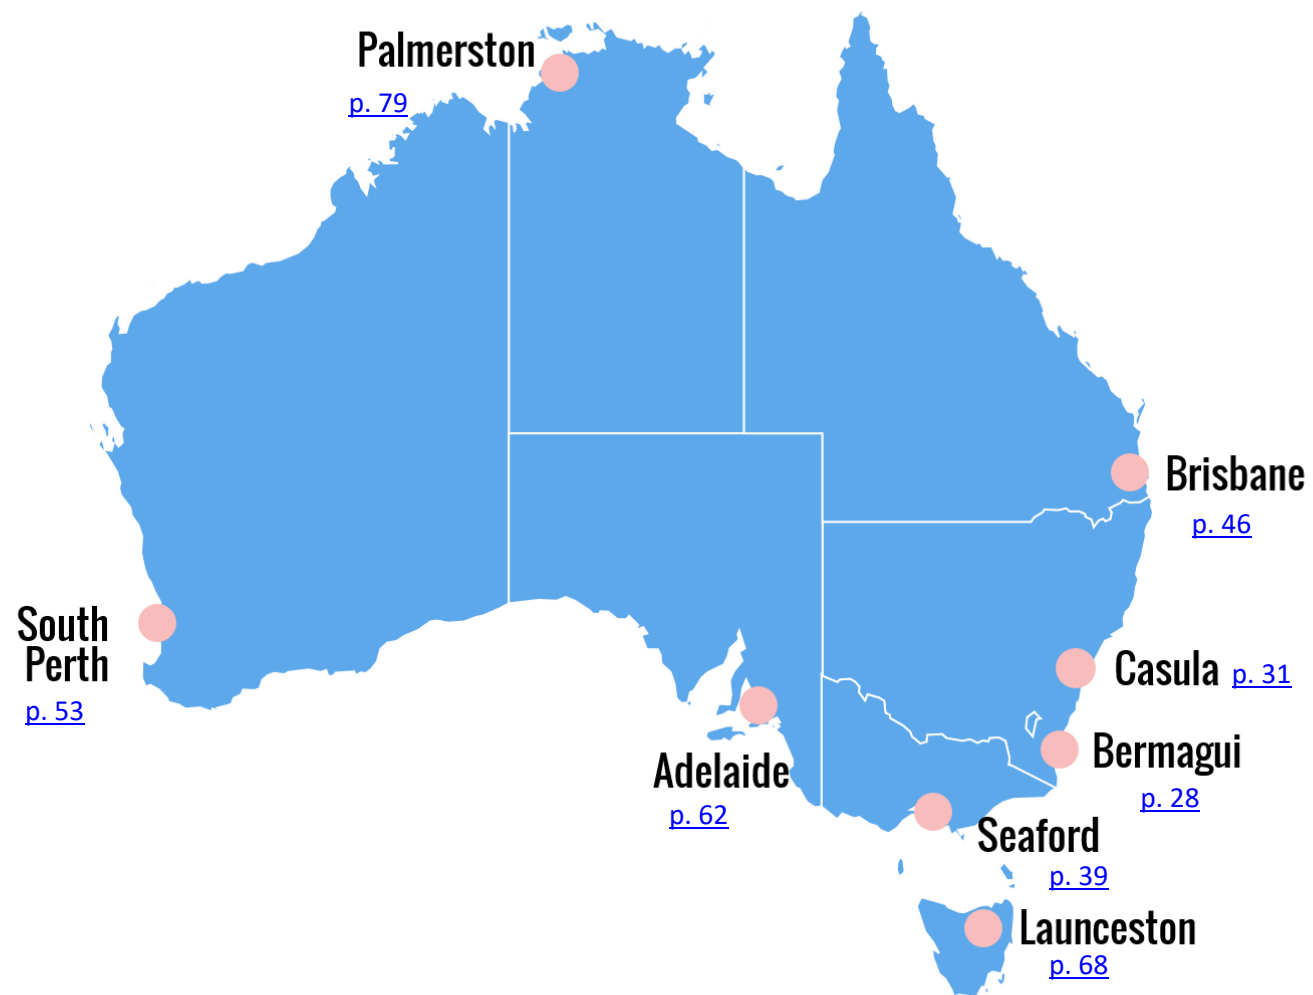 Palmerston
p. 79
Brisbane
p. 46
South
Perth
p. 53
Casula p. 31
Bermagui
p. 28
Adelaide
p. 62
Seaford
p. 39
Launceston
p. 68